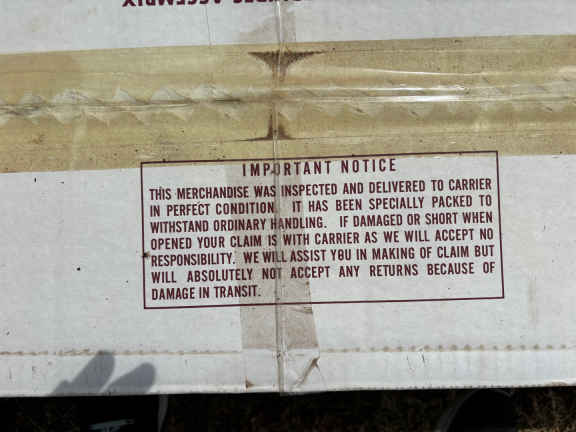 ASSEMBLY
IMPORTANT NOTICE
THIS MERCHANDISE WAS INSPECTED AND DELIVERED TO CARRIER
IN PERFECT CONDITION. IT HAS BEEN SPECIALLY PACKED TO
WITHSTAND ORDINARY HANDLING. IF DAMAGED OR SHORT WHEN
OPENED YOUR CLAIM IS WITH CARRIER AS WE WILL ACCEPT NO
RESPONSIBILITY. WE WILL ASSIST YOU IN MAKING OF CLAIM BUT
WILL ABSOLUTELY NOT ACCEPT ANY RETURNS BECAUSE OF
DAMAGE IN TRANSIT.